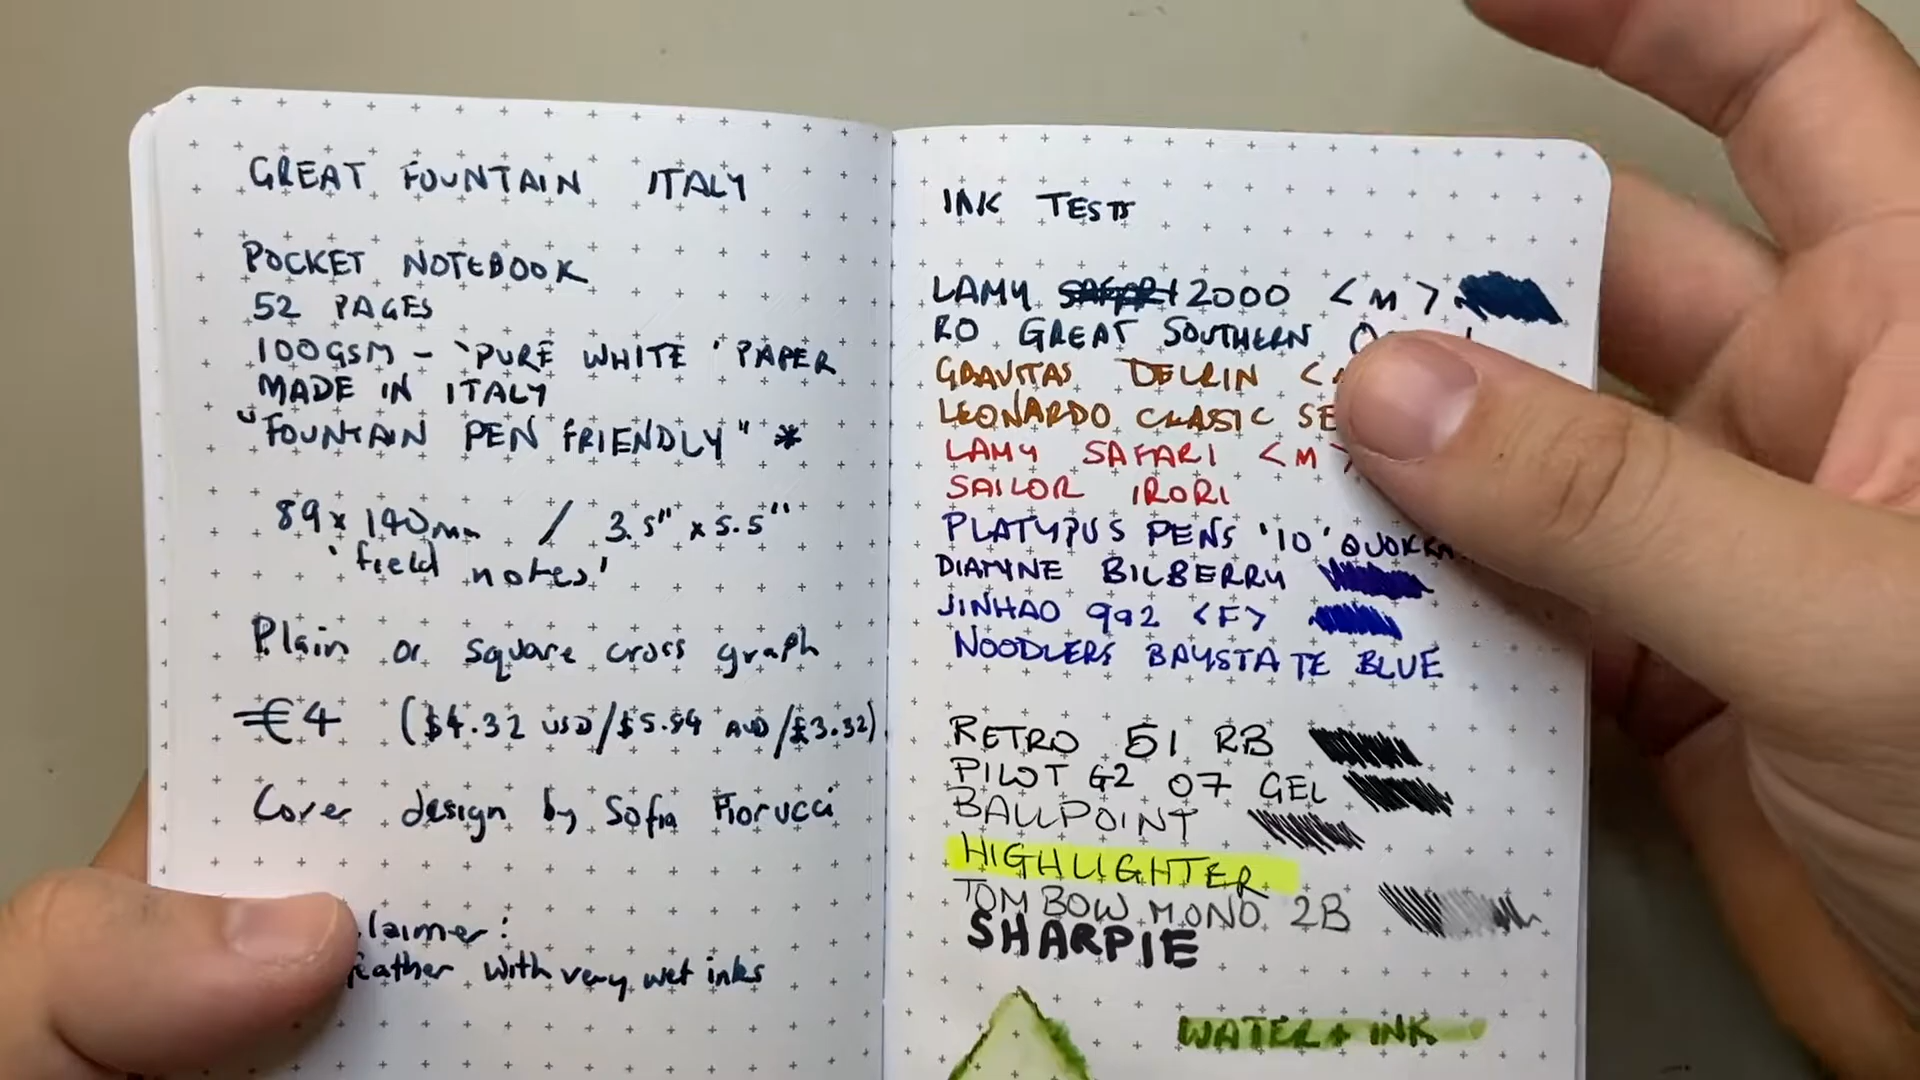 GREAT FOUNTAIN ITALY
POCKET NOTEBOOK
52 PAGES
100GSM - 'PURE WHITE' PAPER
MADE IN ITALY
"FOUNTAIN PEN FRIENDLY" *
89 x 140mm / 3.5" x 5.5"
'field notes'
Plain or square cross graph
€4 ($4.32 USD/$5.94 AUD/£3.32)
Cover design by Sofia Fiorucci
with very wet inks
INK TESTS
LAMY 2000 <M>
RO GREAT SOUTHERN
GRAVITAS DELRIN
LEONARDO CLASSIC
LAMY SAFARI <M>
SAILOR IRORI
PLATYPUS PENS '10' QUOKKA
DIAMINE BILBERRY
JINHAO 992 <F>
NOODLERS BAYSTATE BLUE
RETRO 51 RB
PILOT G2 07 GEL
BALLPOINT
HIGHLIGHTER
TOMBOW MONO 2B
SHARPIE
WATER + INK